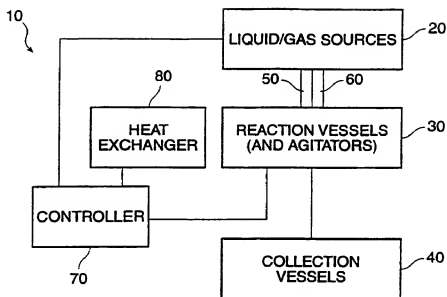 10
LIQUID/GAS SOURCES
20
50
60
80
HEAT
EXCHANGER
REACTION VESSELS
(AND AGITATORS)
30
CONTROLLER
70
COLLECTION
VESSELS
40